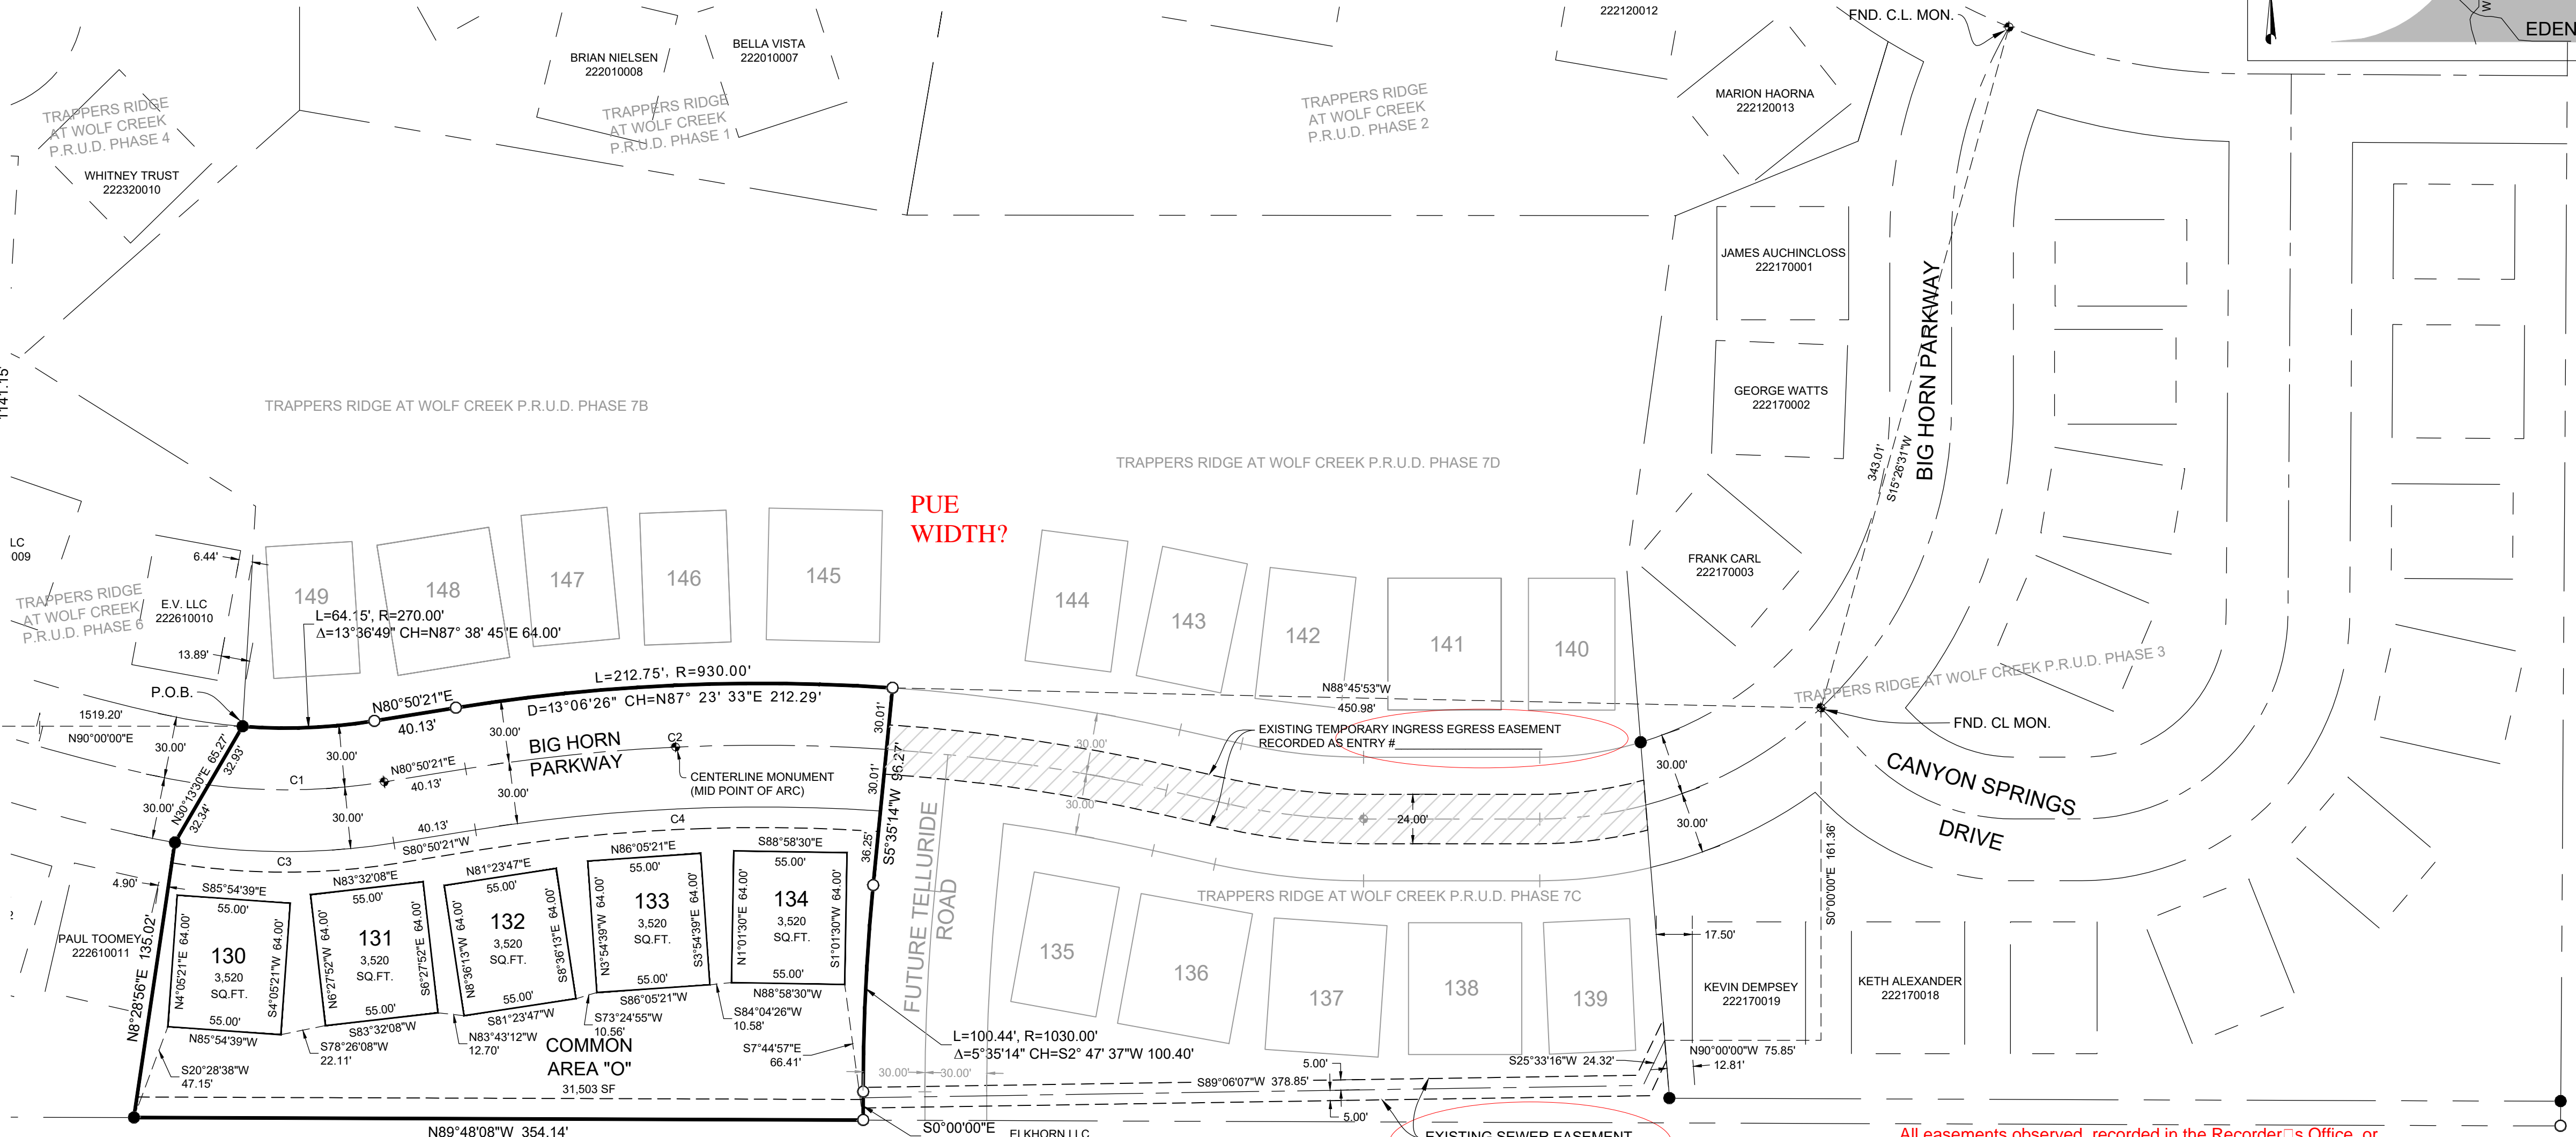 222120012
FND. C.L. MON.
EDEN
W
BRIAN NIELSEN
222010008
BELLA VISTA
222010007
MARION HAORNA
222120013
TRAPPERS RIDGE
AT WOLF CREEK
P.R.U.D. PHASE 4
TRAPPERS RIDGE
AT WOLF CREEK
P.R.U.D. PHASE 1
TRAPPERS RIDGE
AT WOLF CREEK
P.R.U.D. PHASE 2
WHITNEY TRUST
222320010
JAMES AUCHINCLOSS
222170001
BIG HORN PARKWAY
343.01'
S15°26'31"W
1141.15'
GEORGE WATTS
222170002
TRAPPERS RIDGE AT WOLF CREEK P.R.U.D. PHASE 7B
TRAPPERS RIDGE AT WOLF CREEK P.R.U.D. PHASE 7D
PUE
WIDTH?
FRANK CARL
222170003
LC
009
6.44'
E.V. LLC
222610010
TRAPPERS RIDGE
AT WOLF CREEK
P.R.U.D. PHASE 6
13.89'
149
148
147
146
145
144
143
142
141
140
L=64.15', R=270.00'
Δ=13°36'49" CH=N87° 38' 45"E 64.00'
TRAPPERS RIDGE AT WOLF CREEK P.R.U.D. PHASE 3
P.O.B.
N80°50'21"E
40.13'
L=212.75', R=930.00'
D=13°06'26" CH=N87° 23' 33"E 212.29'
N88°45'53"W
450.98'
FND. CL MON.
1519.20'
N90°00'00"E
30.00'
30.00'
N30°13'30"E 65.27'
32.93'
32.34'
30.00'
30.00'
30.00'
30.00'
C1
N80°50'21"E
40.13'
BIG HORN
PARKWAY
C2
CENTERLINE MONUMENT
(MID POINT OF ARC)
30.01'
30.01'
36.25'
S5°35'14"W 96.27'
30.00'
30.00'
EXISTING TEMPORARY INGRESS EGRESS EASEMENT
RECORDED AS ENTRY #
24.00'
30.00'
30.00'
CANYON SPRINGS
DRIVE
S0°00'00"E 161.36'
C3
40.13'
S80°50'21"W
C4
4.90'
PAUL TOOMEY
222610011
N8°28'56"E 135.02'
S85°54'39"E
55.00'
N4°05'21"E 64.00'
130
3,520
SQ.FT.
S4°05'21"W 64.00'
55.00'
N85°54'39"W
N83°32'08"E
55.00'
N6°27'52"W 64.00'
131
3,520
SQ.FT.
S6°27'52"E 64.00'
55.00'
S83°32'08"W
N81°23'47"E
55.00'
N8°36'13"W 64.00'
132
3,520
SQ.FT.
S8°36'13"E 64.00'
55.00'
S81°23'47"W
N86°05'21"E
55.00'
N3°54'39"W 64.00'
133
3,520
SQ.FT.
S3°54'39"E 64.00'
55.00'
S86°05'21"W
S88°58'30"E
55.00'
N1°01'30"E 64.00'
134
3,520
SQ.FT.
S1°01'30"W 64.00'
55.00'
N88°58'30"W
FUTURE TELLURIDE
ROAD
TRAPPERS RIDGE AT WOLF CREEK P.R.U.D. PHASE 7C
135
136
137
138
139
17.50'
KEVIN DEMPSEY
222170019
KETH ALEXANDER
222170018
S20°28'38"W
47.15'
S78°26'08"W
22.11'
N83°43'12"W
12.70'
S73°24'55"W
10.56'
S84°04'26"W
10.58'
S7°44'57"E
66.41'
COMMON
AREA "O"
31,503 SF
L=100.44', R=1030.00'
Δ=5°35'14" CH=S2° 47' 37"W 100.40'
30.00'
30.00'
5.00'
S89°06'07"W 378.85'
5.00'
S25°33'16"W 24.32'
N90°00'00"W 75.85'
12.81'
N89°48'08"W 354.14'
S0°00'00"E
ELKHORN LLC
EXISTING SEWER EASEMENT
All easements observed, recorded in the Recorder□s Office, or